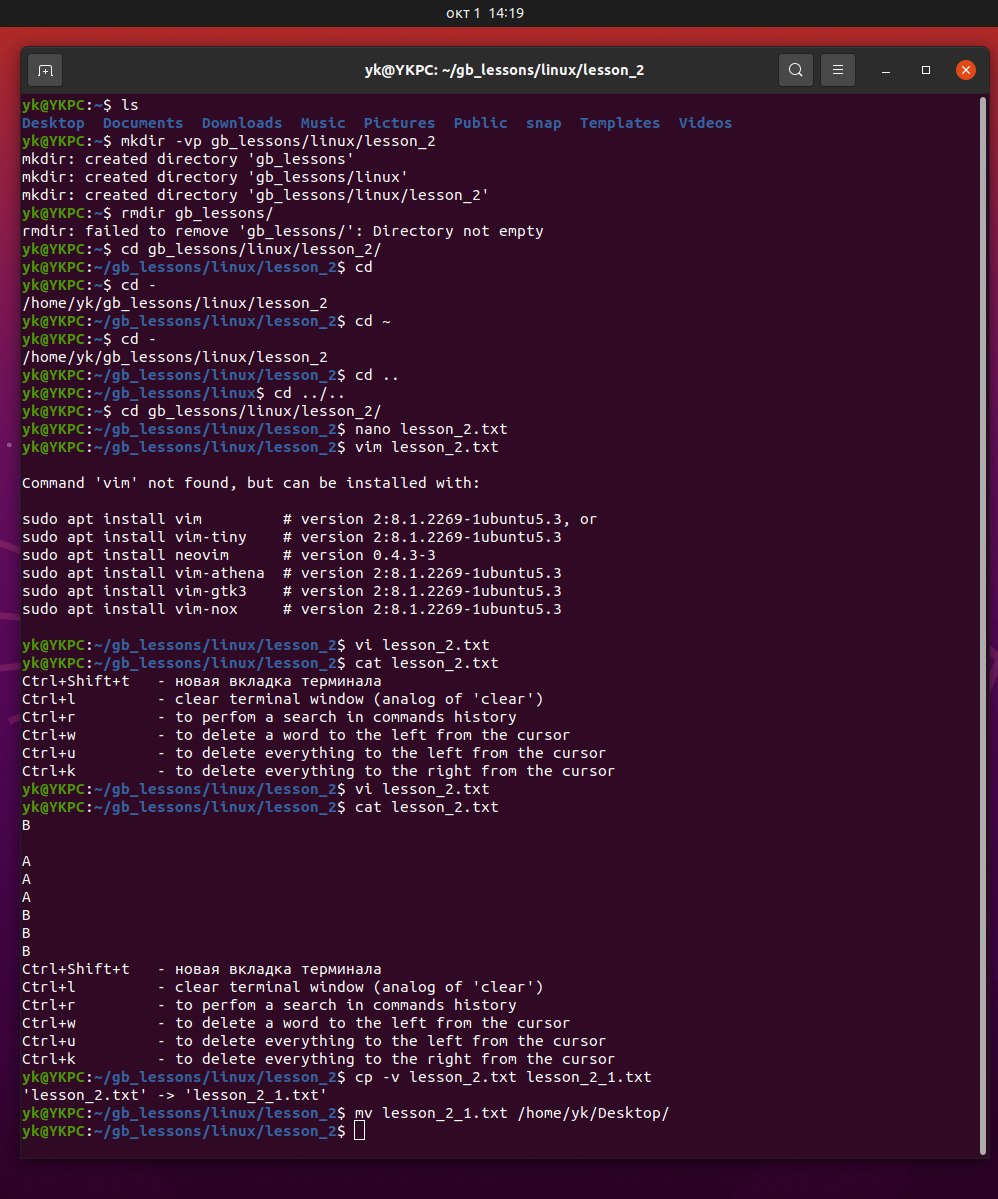 окт 1 14:19
yk@YKPC: ~/gb_lessons/linux/lesson_2
yk@YKPC:~$ ls
Desktop  Documents  Downloads  Music  Pictures  Public  snap  Templates  Videos
yk@YKPC:~$ mkdir -vp gb_lessons/linux/lesson_2
mkdir: created directory 'gb_lessons'
mkdir: created directory 'gb_lessons/linux'
mkdir: created directory 'gb_lessons/linux/lesson_2'
yk@YKPC:~$ rmdir gb_lessons/
rmdir: failed to remove 'gb_lessons/': Directory not empty
yk@YKPC:~$ cd gb_lessons/linux/lesson_2/
yk@YKPC:~/gb_lessons/linux/lesson_2$ cd
yk@YKPC:~$ cd -
/home/yk/gb_lessons/linux/lesson_2
yk@YKPC:~/gb_lessons/linux/lesson_2$ cd ~
yk@YKPC:~$ cd -
/home/yk/gb_lessons/linux/lesson_2
yk@YKPC:~/gb_lessons/linux/lesson_2$ cd ..
yk@YKPC:~/gb_lessons/linux$ cd ../..
yk@YKPC:~$ cd gb_lessons/linux/lesson_2/
yk@YKPC:~/gb_lessons/linux/lesson_2$ nano lesson_2.txt
yk@YKPC:~/gb_lessons/linux/lesson_2$ vim lesson_2.txt

Command 'vim' not found, but can be installed with:

sudo apt install vim         # version 2:8.1.2269-1ubuntu5.3, or
sudo apt install vim-tiny    # version 2:8.1.2269-1ubuntu5.3
sudo apt install neovim      # version 0.4.3-3
sudo apt install vim-athena  # version 2:8.1.2269-1ubuntu5.3
sudo apt install vim-gtk3    # version 2:8.1.2269-1ubuntu5.3
sudo apt install vim-nox     # version 2:8.1.2269-1ubuntu5.3

yk@YKPC:~/gb_lessons/linux/lesson_2$ vi lesson_2.txt
yk@YKPC:~/gb_lessons/linux/lesson_2$ cat lesson_2.txt
Ctrl+Shift+t   - новая вкладка терминала
Ctrl+l         - clear terminal window (analog of 'clear')
Ctrl+r         - to perfom a search in commands history
Ctrl+w         - to delete a word to the left from the cursor
Ctrl+u         - to delete everything to the left from the cursor
Ctrl+k         - to delete everything to the right from the cursor
yk@YKPC:~/gb_lessons/linux/lesson_2$ vi lesson_2.txt
yk@YKPC:~/gb_lessons/linux/lesson_2$ cat lesson_2.txt
B

A
A
A
B
B
B
Ctrl+Shift+t   - новая вкладка терминала
Ctrl+l         - clear terminal window (analog of 'clear')
Ctrl+r         - to perfom a search in commands history
Ctrl+w         - to delete a word to the left from the cursor
Ctrl+u         - to delete everything to the left from the cursor
Ctrl+k         - to delete everything to the right from the cursor
yk@YKPC:~/gb_lessons/linux/lesson_2$ cp -v lesson_2.txt lesson_2_1.txt
'lesson_2.txt' -> 'lesson_2_1.txt'
yk@YKPC:~/gb_lessons/linux/lesson_2$ mv lesson_2_1.txt /home/yk/Desktop/
yk@YKPC:~/gb_lessons/linux/lesson_2$